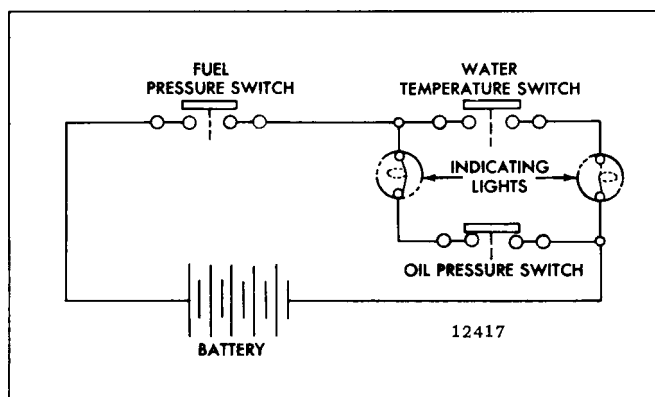 FUEL
PRESSURE SWITCH
WATER
TEMPERATURE SWITCH
INDICATING
LIGHTS
OIL PRESSURE SWITCH
BATTERY
12417